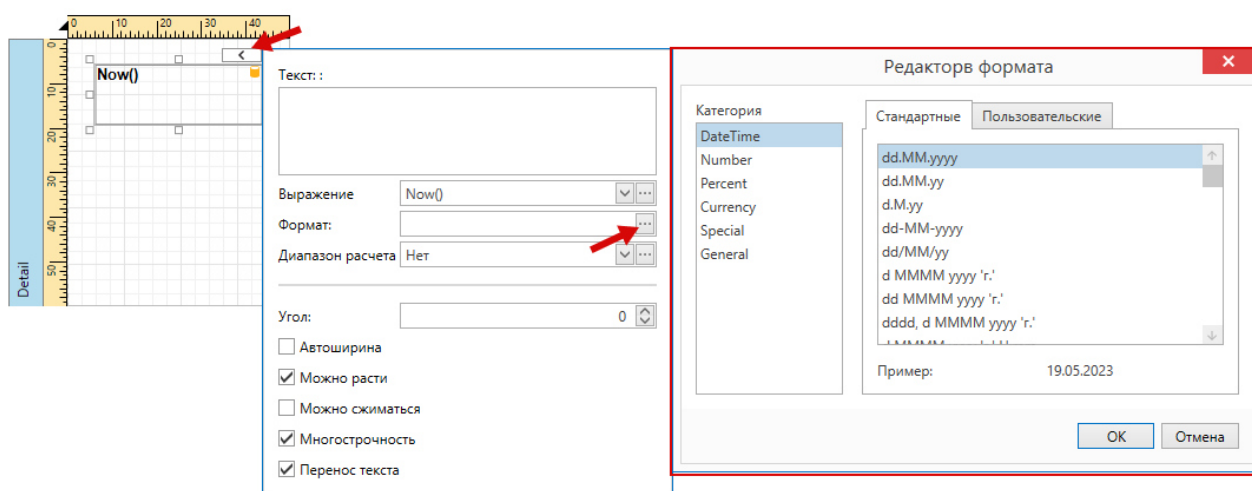 0 10 20 30 40
0
10
20
30
40
50
Detail
Now()
Текст: :
Выражение Now()
Формат:
Диапазон расчета Нет
Угол: 0
Автоширина
Можно расти
Можно сжиматься
Многострочность
Перенос текста
Редакторв формата
Категория
DateTime
Number
Percent
Currency
Special
General
Стандартные Пользовательские
dd.MM.yyyy
dd.MM.yy
d.M.yy
dd-MM-yyyy
dd/MM/yy
d MMMM yyyy 'г.'
dd MMMM yyyy 'г.'
dddd, d MMMM yyyy 'г.'
Пример: 19.05.2023
ОК Отмена